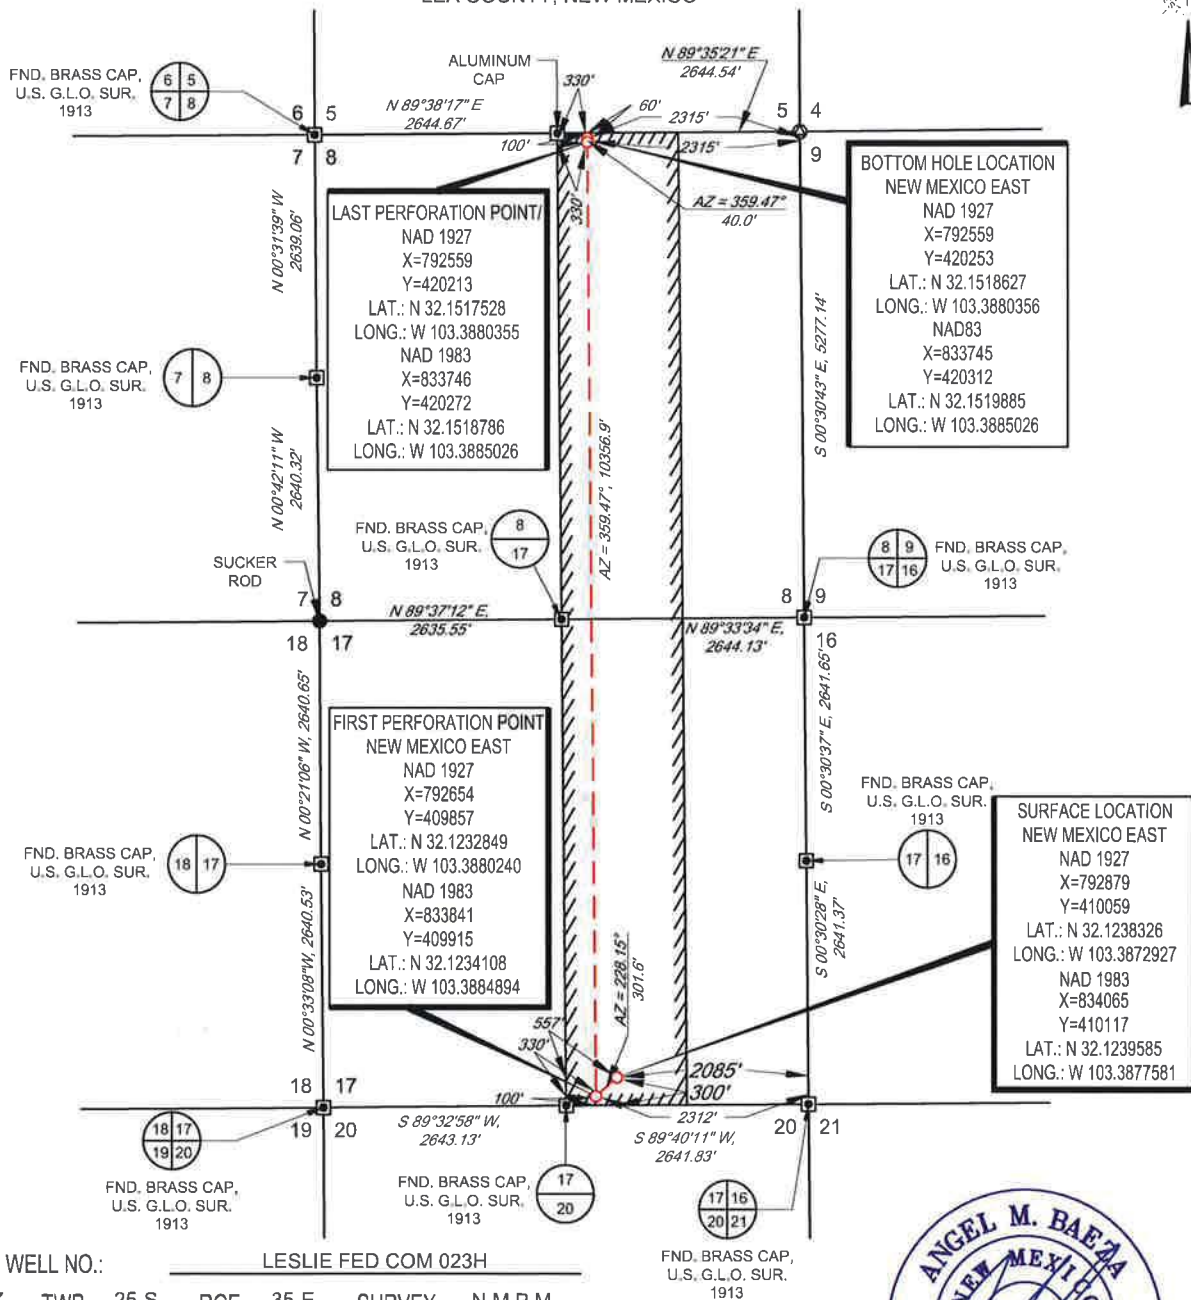 LEA COUNTY, NEW MEXICO
FND. BRASS CAP,
U.S. G.L.O. SUR.
1913
6 5
7 8
6 5
7 8
N 89°38'17" E
2644.67'
ALUMINUM
CAP
330'
60'
2315'
N 89°35'21" E
2644.54'
5 4
9
100'
2315'
330'
AZ = 359.47°
40.0'
N 00°31'39" W
2639.06'
LAST PERFORATION POINT/
NAD 1927
X=792559
Y=420213
LAT.: N 32.1517528
LONG.: W 103.3880355
NAD 1983
X=833746
Y=420272
LAT.: N 32.1518786
LONG.: W 103.3885026
BOTTOM HOLE LOCATION
NEW MEXICO EAST
NAD 1927
X=792559
Y=420253
LAT.: N 32.1518627
LONG.: W 103.3880356
NAD83
X=833745
Y=420312
LAT.: N 32.1519885
LONG.: W 103.3885026
S 00°30'43" E, 5277.14'
FND. BRASS CAP,
U.S. G.L.O. SUR.
1913
7 8
N 00°42'11" W
2640.32'
AZ = 359.47°, 10356.9'
FND. BRASS CAP,
U.S. G.L.O. SUR.
1913
8
17
SUCKER
ROD
7 8
18 17
N 89°37'12" E,
2635.55'
N 89°33'34" E,
2644.13'
8 9
16
8 9
17 16
FND. BRASS CAP,
U.S. G.L.O. SUR.
1913
N 00°21'06" W, 2640.65'
S 00°30'37" E, 2641.65'
FIRST PERFORATION POINT
NEW MEXICO EAST
NAD 1927
X=792654
Y=409857
LAT.: N 32.1232849
LONG.: W 103.3880240
NAD 1983
X=833841
Y=409915
LAT.: N 32.1234108
LONG.: W 103.3884894
FND. BRASS CAP,
U.S. G.L.O. SUR.
1913
18 17
FND. BRASS CAP,
U.S. G.L.O. SUR.
1913
17 16
SURFACE LOCATION
NEW MEXICO EAST
NAD 1927
X=792879
Y=410059
LAT.: N 32.1238326
LONG.: W 103.3872927
NAD 1983
X=834065
Y=410117
LAT.: N 32.1239585
LONG.: W 103.3877581
N 00°33'08"W, 2640.53'
S 00°30'28" E,
2641.37'
AZ = 228.15°
301.6'
557'
330'
2085'
300'
100'
2312'
18 17
19 20
S 89°32'58" W,
2643.13'
S 89°40'11" W,
2641.83'
20 21
18 17
19 20
FND. BRASS CAP,
U.S. G.L.O. SUR.
1913
FND. BRASS CAP,
U.S. G.L.O. SUR.
1913
17
20
17 16
20 21
FND. BRASS CAP,
U.S. G.L.O. SUR.
1913
WELL NO.: LESLIE FED COM 023H
TWP. 25-S RGE. 35-E SURVEY N.M.P.M.
ANGEL M. BAEZA
NEW MEXICO